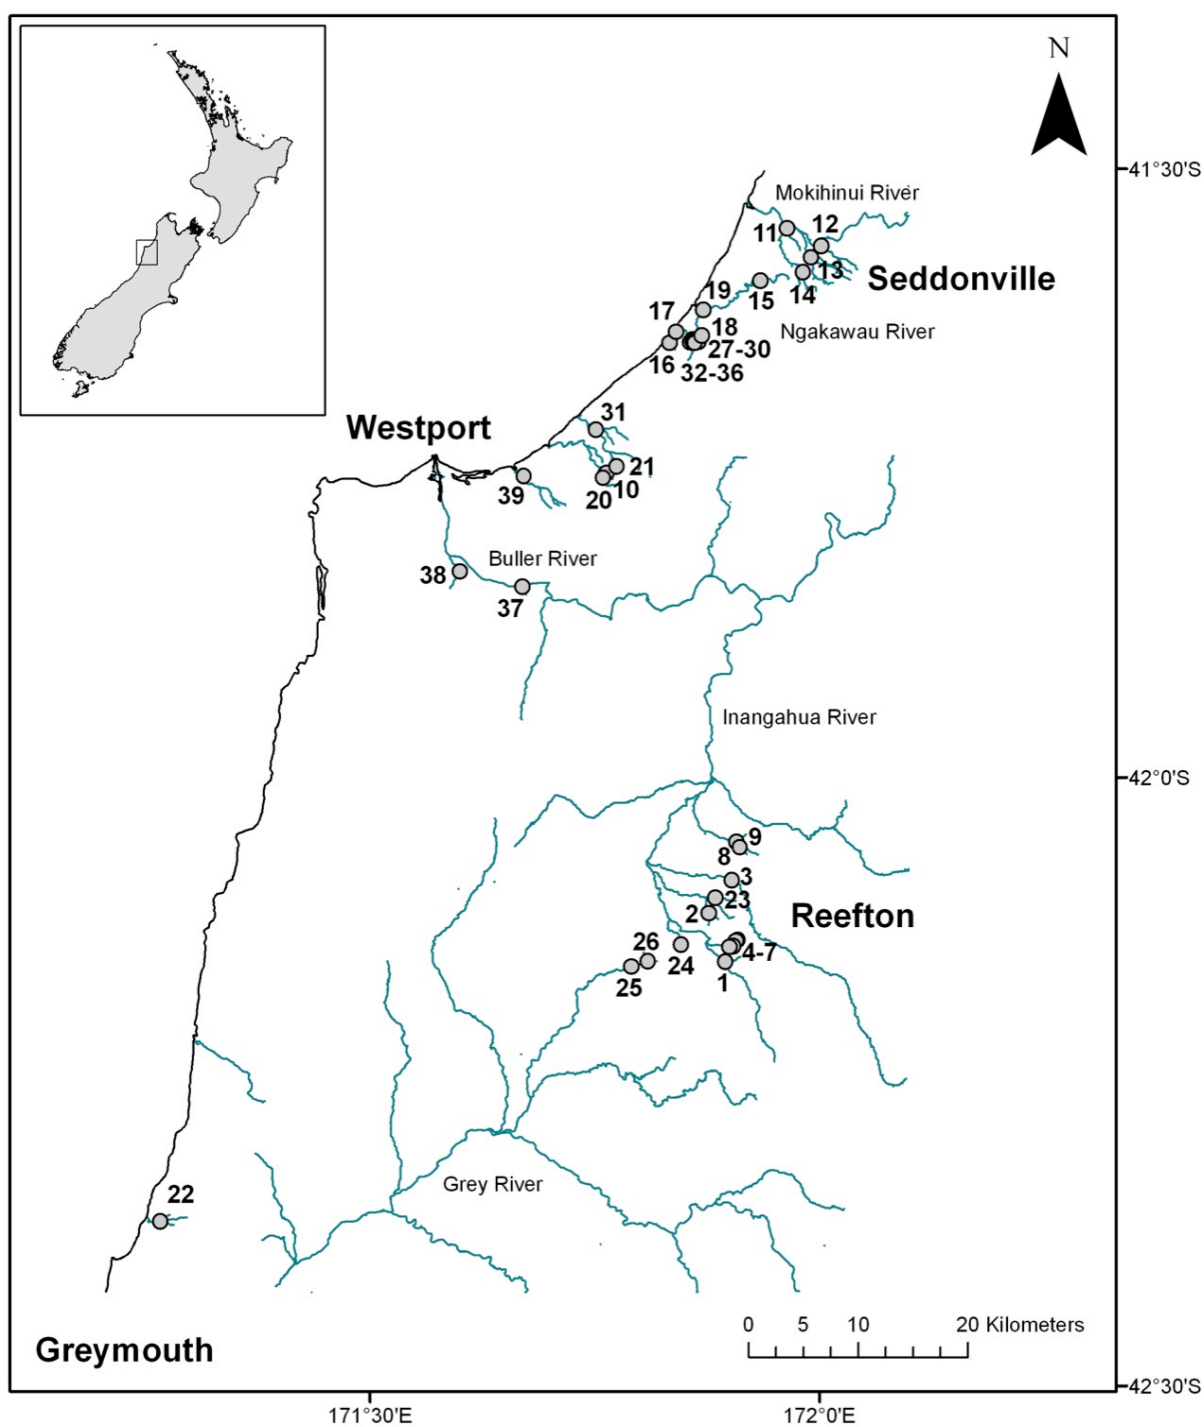 N
41°30'S
Mokihinui River
12
11
Seddonville
13
14
15
19
17
18
Ngakawau River
27-30
16
32-36
31
Westport
21
10
20
39
Buller River
38
37
Inangahua River
42°0'S
9
8
3
23
2
Reefton
26
4-7
24
1
25
Grey River
22
0 5 10 20 Kilometers
Greymouth
42°30'S
171°30'E
172°0'E